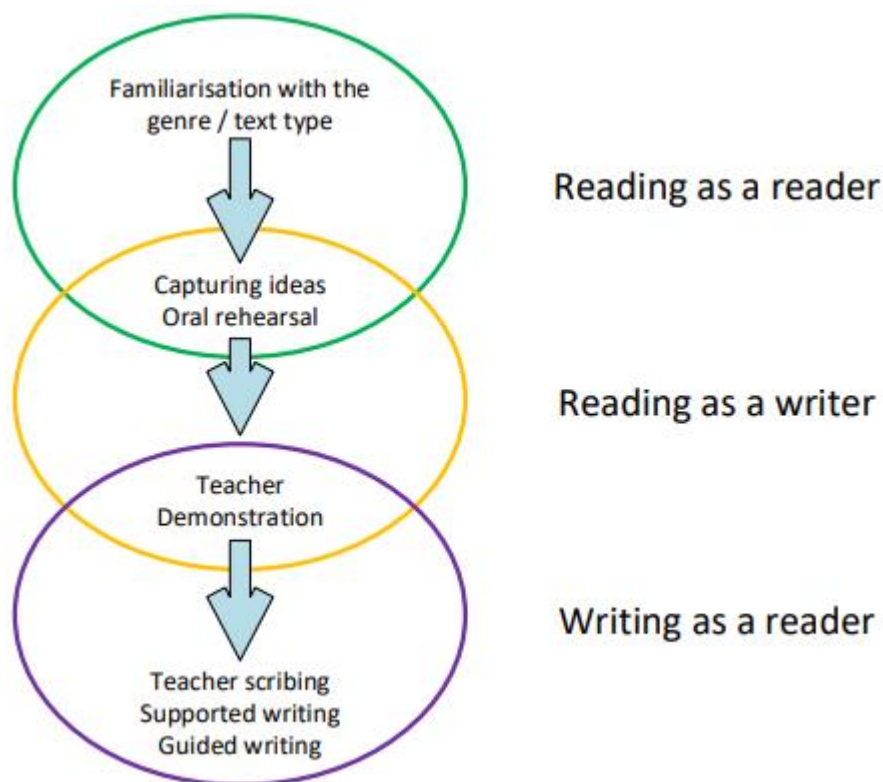 Familiarisation with the
genre / text type
Reading as a reader
Capturing ideas
Oral rehearsal
Reading as a writer
Teacher
Demonstration
Writing as a reader
Teacher scribing
Supported writing
Guided writing